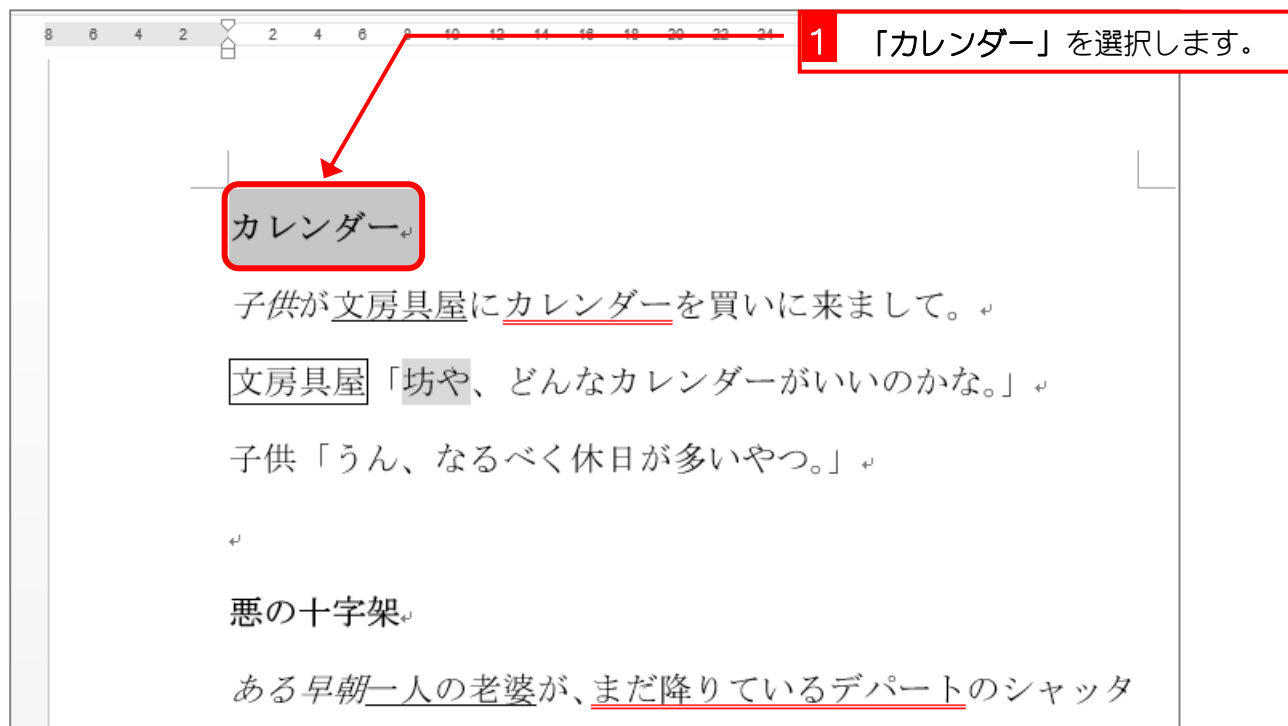 8 6 4 2 2 4 6 8 10 12 14 16 18 20 22 24
1 「カレンダー」を選択します。
カレンダー↵
子供が文房具屋にカレンダーを買いに来まして。↵
文房具屋「坊や、どんなカレンダーがいいのかな。」↵
子供「うん、なるべく休日が多いやつ。」↵
↵
悪の十字架↵
ある早朝一人の老婆が、まだ降りているデパートのシャッタ